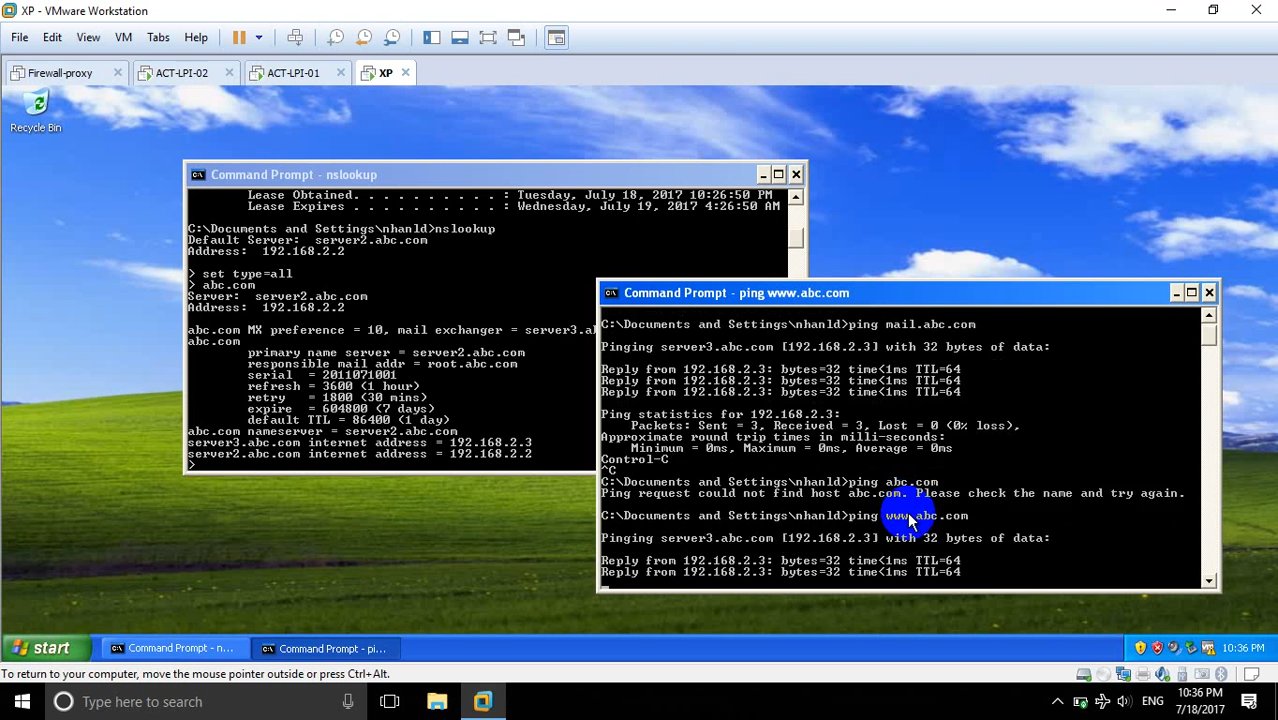 XP - VMware Workstation
File Edit View VM Tabs Help
Firewall-proxy ACT-LPI-02 ACT-LPI-01 XP
Recycle Bin
Command Prompt - nslookup
Lease Obtained. . . . . . . . . . : Tuesday, July 18, 2017 10:26:50 PM
Lease Expires . . . . . . . . . . : Wednesday, July 19, 2017 4:26:50 AM
C:\Documents and Settings\nhanld>nslookup
Default Server:  server2.abc.com
Address:  192.168.2.2
> set type=all
> abc.com
Server:  server2.abc.com
Address:  192.168.2.2
abc.com MX preference = 10, mail exchanger = server3.a
abc.com
primary name server = server2.abc.com
responsible mail addr = root.abc.com
serial  = 2011071001
refresh = 3600 (1 hour)
retry   = 1800 (30 mins)
expire  = 604800 (7 days)
default TTL = 86400 (1 day)
abc.com nameserver = server2.abc.com
server3.abc.com internet address = 192.168.2.3
server2.abc.com internet address = 192.168.2.2
>
Command Prompt - ping www.abc.com
C:\Documents and Settings\nhanld>ping mail.abc.com
Pinging server3.abc.com [192.168.2.3] with 32 bytes of data:
Reply from 192.168.2.3: bytes=32 time<1ms TTL=64
Reply from 192.168.2.3: bytes=32 time<1ms TTL=64
Reply from 192.168.2.3: bytes=32 time<1ms TTL=64
Ping statistics for 192.168.2.3:
Packets: Sent = 3, Received = 3, Lost = 0 (0% loss),
Approximate round trip times in milli-seconds:
Minimum = 0ms, Maximum = 0ms, Average = 0ms
Control-C
^C
C:\Documents and Settings\nhanld>ping abc.com
Ping request could not find host abc.com. Please check the name and try again.
C:\Documents and Settings\nhanld>ping www.abc.com
Pinging server3.abc.com [192.168.2.3] with 32 bytes of data:
Reply from 192.168.2.3: bytes=32 time<1ms TTL=64
Reply from 192.168.2.3: bytes=32 time<1ms TTL=64
start Command Prompt - n... Command Prompt - pi... 10:36 PM
To return to your computer, move the mouse pointer outside or press Ctrl+Alt.
Type here to search ENG 10:36 PM
7/18/2017